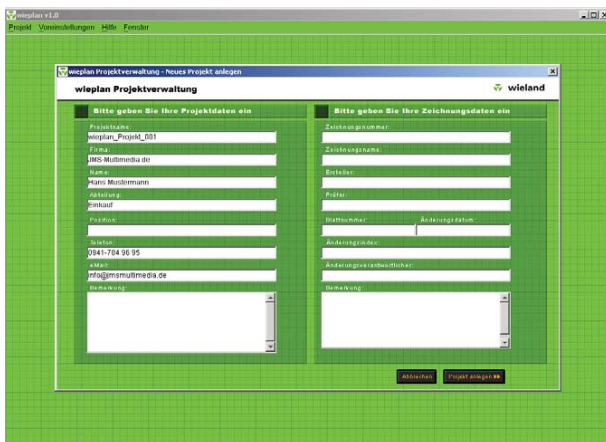 wieplan v1.0
Projekt Voreinstellungen Hilfe Fenster
wieplan Projektverwaltung - Neues Projekt anlegen
wieplan Projektverwaltung
wieland
Bitte geben Sie Ihre Projektdaten ein
Projektname:
wieplan_Projekt_001
Firma:
JMS-Multimedia.de
Name:
Hans Mustermann
Abteilung:
Einkauf
Position:
Telefon:
0941-704 96 95
eMail:
info@jmsmultimedia.de
Bemerkung:
Bitte geben Sie Ihre Zeichnungsdaten ein
Zeichnungsnummer:
Zeichnungsname:
Ersteller:
Prüfer:
Blattnummer: Änderungsdatum:
Änderungsindex:
Änderungsverantwortlicher:
Bemerkung:
Abbrechen Projekt anlegen